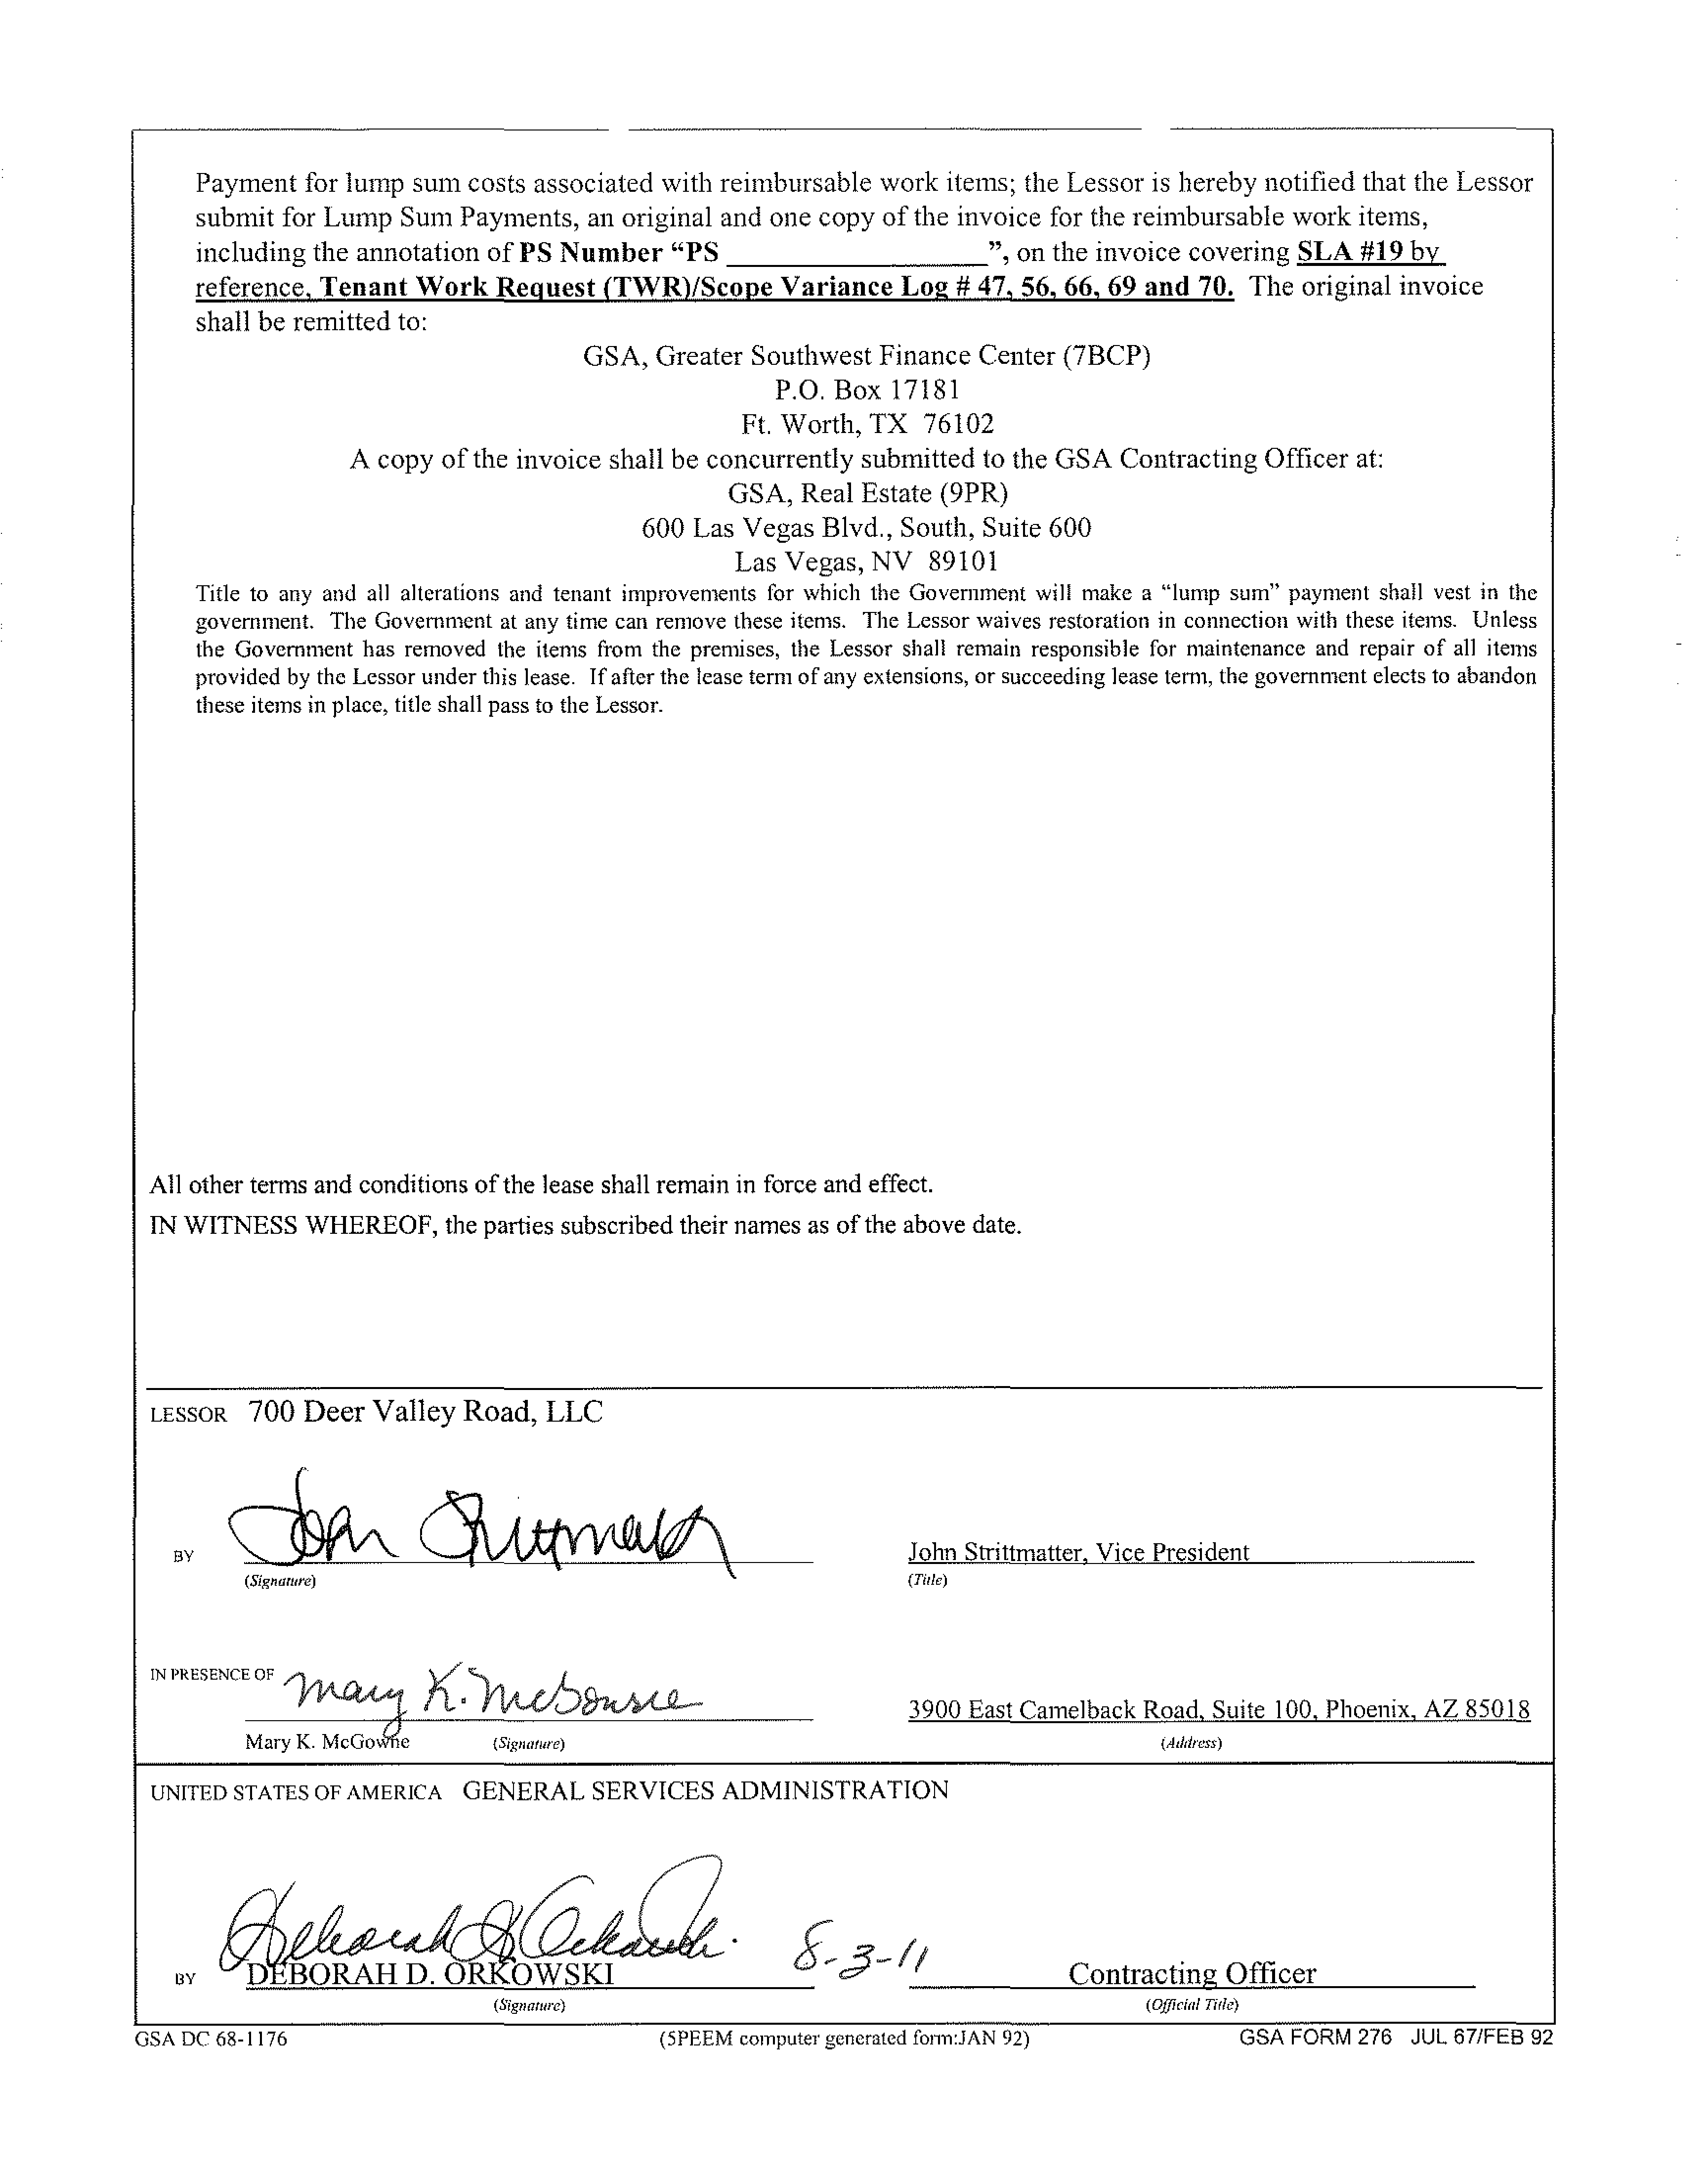 Payment for lump sum costs associated with reimbursable work items; the Lessor is hereby notified that the Lessor
submit for Lump Sum Payments, an original and one copy of the invoice for the reimbursable work items,
including the annotation of PS Number “PS ____________________”, on the invoice covering SLA #19 by
reference, Tenant Work Request (TWR)/Scope Variance Log # 47, 56, 66, 69 and 70. The original invoice
shall be remitted to:
GSA, Greater Southwest Finance Center (7BCP)
P.O. Box 17181
Ft. Worth, TX 76102
A copy of the invoice shall be concurrently submitted to the GSA Contracting Officer at:
GSA, Real Estate (9PR)
600 Las Vegas Blvd., South, Suite 600
Las Vegas, NV 89101
Title to any and all alterations and tenant improvements for which the Government will make a “lump sum” payment shall vest in the
government. The Government at any time can remove these items. The Lessor waives restoration in connection with these items. Unless
the Government has removed the items from the premises, the Lessor shall remain responsible for maintenance and repair of all items
provided by the Lessor under this lease. If after the lease term of any extensions, or succeeding lease term, the government elects to abandon
these items in place, title shall pass to the Lessor.
All other terms and conditions of the lease shall remain in force and effect.
IN WITNESS WHEREOF, the parties subscribed their names as of the above date.
LESSOR 700 Deer Valley Road, LLC
John Strittmatter
BY John Strittmatter, Vice President
(Signature) (Title)
IN PRESENCE OF Mary K. McGowne
3900 East Camelback Road, Suite 100, Phoenix, AZ 85018
Mary K. McGowne (Signature) (Address)
UNITED STATES OF AMERICA GENERAL SERVICES ADMINISTRATION
Deborah D Orkowski 8-3-11
BY DEBORAH D. ORKOWSKI Contracting Officer
(Signature) (Official Title)
GSA DC 68-1176 (5PEEM computer generated form:JAN 92) GSA FORM 276 JUL 67/FEB 92